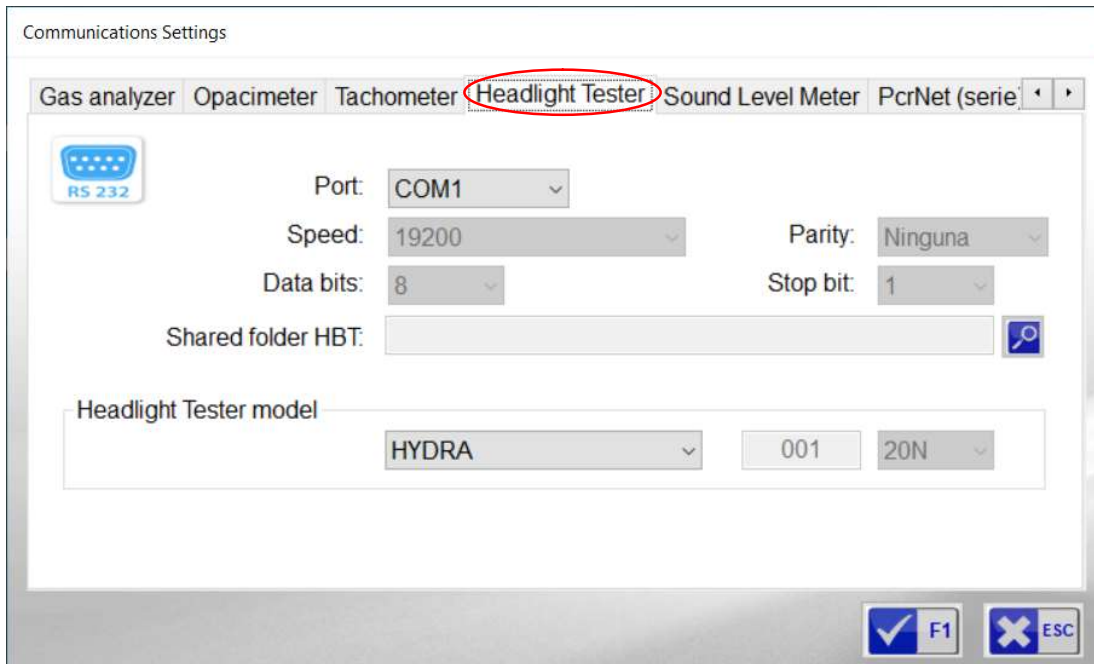 Communications Settings
Gas analyzer Opacimeter Tachometer Headlight Tester Sound Level Meter PcrNet (serie)
RS 232
Port: COM1
Speed: 19200 Parity: Ninguna
Data bits: 8 Stop bit: 1
Shared folder HBT:
Headlight Tester model
HYDRA 001 20N
F1 ESC